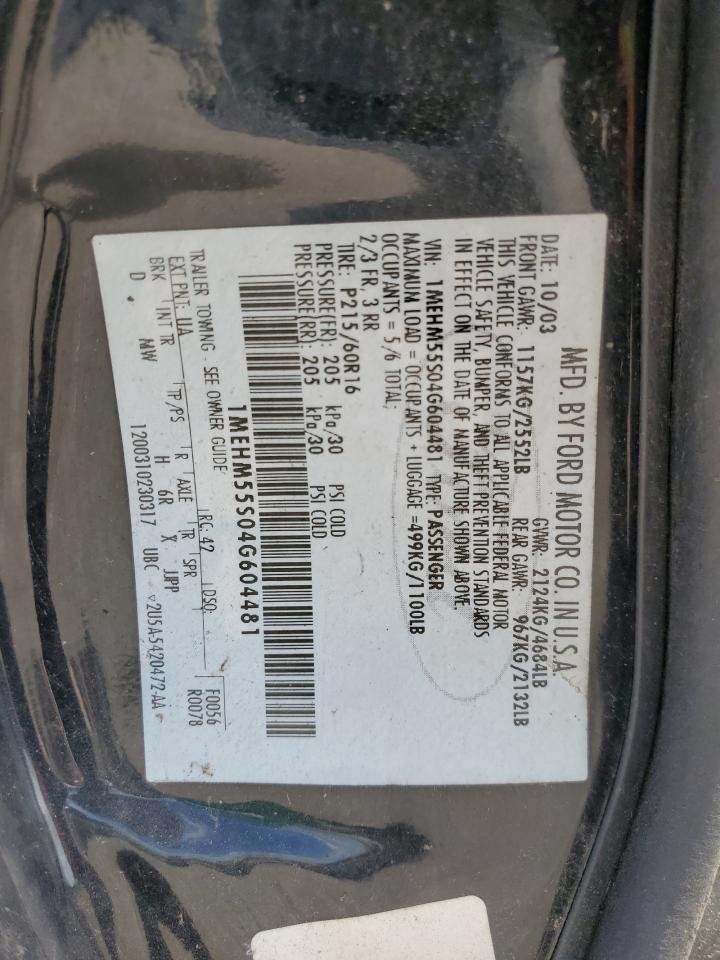 MFD. BY FORD MOTOR CO. IN U.S.A.
DATE: 10/03 GVWR: 2124KG/4684LB
FRONT GAWR: 1157KG/2552LB REAR GAWR: 967KG/2132LB
THIS VEHICLE CONFORMS TO ALL APPLICABLE FEDERAL MOTOR
VEHICLE SAFETY, BUMPER, AND THEFT PREVENTION STANDARDS
IN EFFECT ON THE DATE OF MANUFACTURE SHOWN ABOVE.
VIN: 1MEHM55S04G604481 TYPE: PASSENGER
MAXIMUM LOAD = OCCUPANTS + LUGGAGE =499KG/1100LB
OCCUPANTS = 5/6 TOTAL;
2/3 FR, 3 RR
TIRE: P215/60R16
PRESSURE(FR): 205 kPa/30 PSI COLD
PRESSURE(RR): 205 kPa/30 PSI COLD
1MEHM55S04G604481
TRAILER TOWING. SEE OWNER GUIDE
EXT PNT: UA RC: 42 DSO: F0056
BRK INT TR TP/PS R AXLE TR SPR R0078
D MW H 6R X JJPP
1200310230317 UBC 2U5A5420472-AA